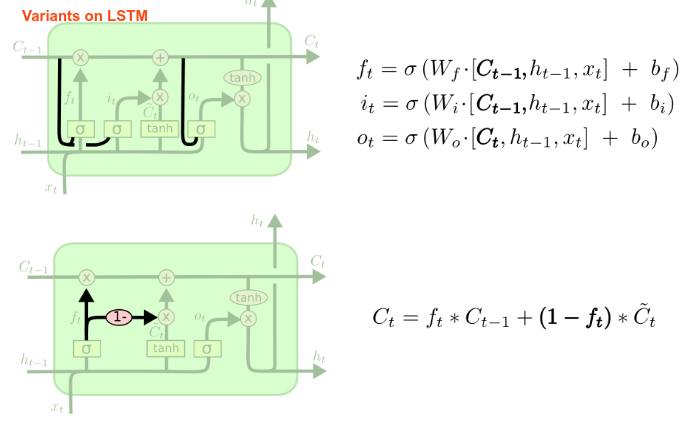 Variants on LSTM
h_t
C_{t-1} C_t
× +
tanh
f_t i_t C̃_t × o_t ×
σ σ tanh σ
h_{t-1} h_t
x_t
f_t = σ (W_f·[C_{t-1}, h_{t-1}, x_t] + b_f)
i_t = σ (W_i·[C_{t-1}, h_{t-1}, x_t] + b_i)
o_t = σ (W_o·[C_t, h_{t-1}, x_t] + b_o)
h_t
C_{t-1} C_t
× +
tanh
f_t 1- × o_t ×
C̃_t
σ tanh σ
h_{t-1} h_t
x_t
C_t = f_t * C_{t-1} + (1 − f_t) * C̃_t